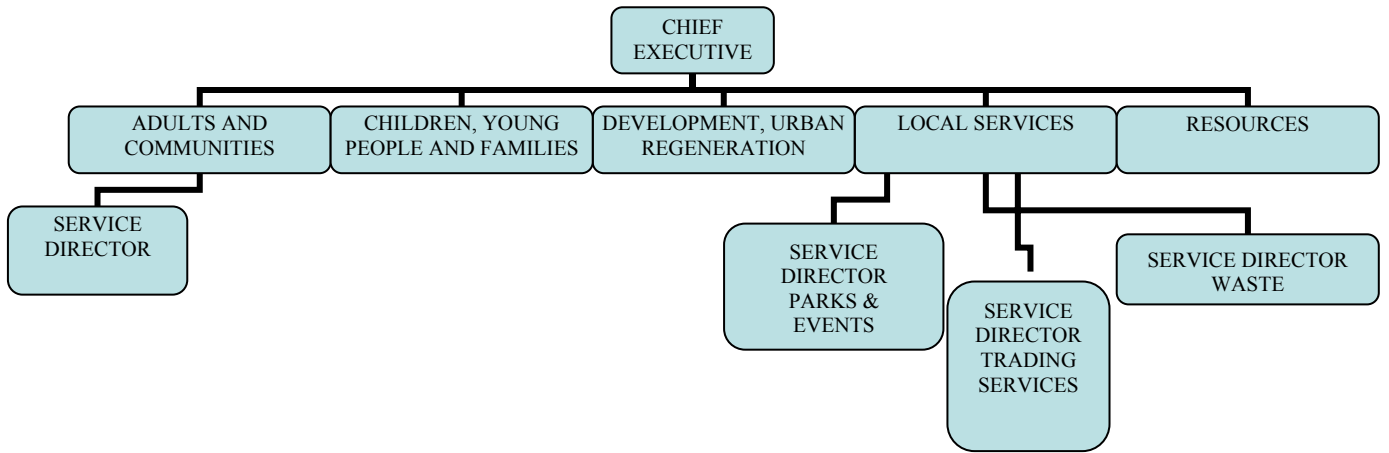 CHIEF
EXECUTIVE
ADULTS AND
COMMUNITIES
CHILDREN, YOUNG
PEOPLE AND FAMILIES
DEVELOPMENT, URBAN
REGENERATION
LOCAL SERVICES
RESOURCES
SERVICE
DIRECTOR
SERVICE
DIRECTOR
PARKS &
EVENTS
SERVICE
DIRECTOR
TRADING
SERVICES
SERVICE DIRECTOR
WASTE